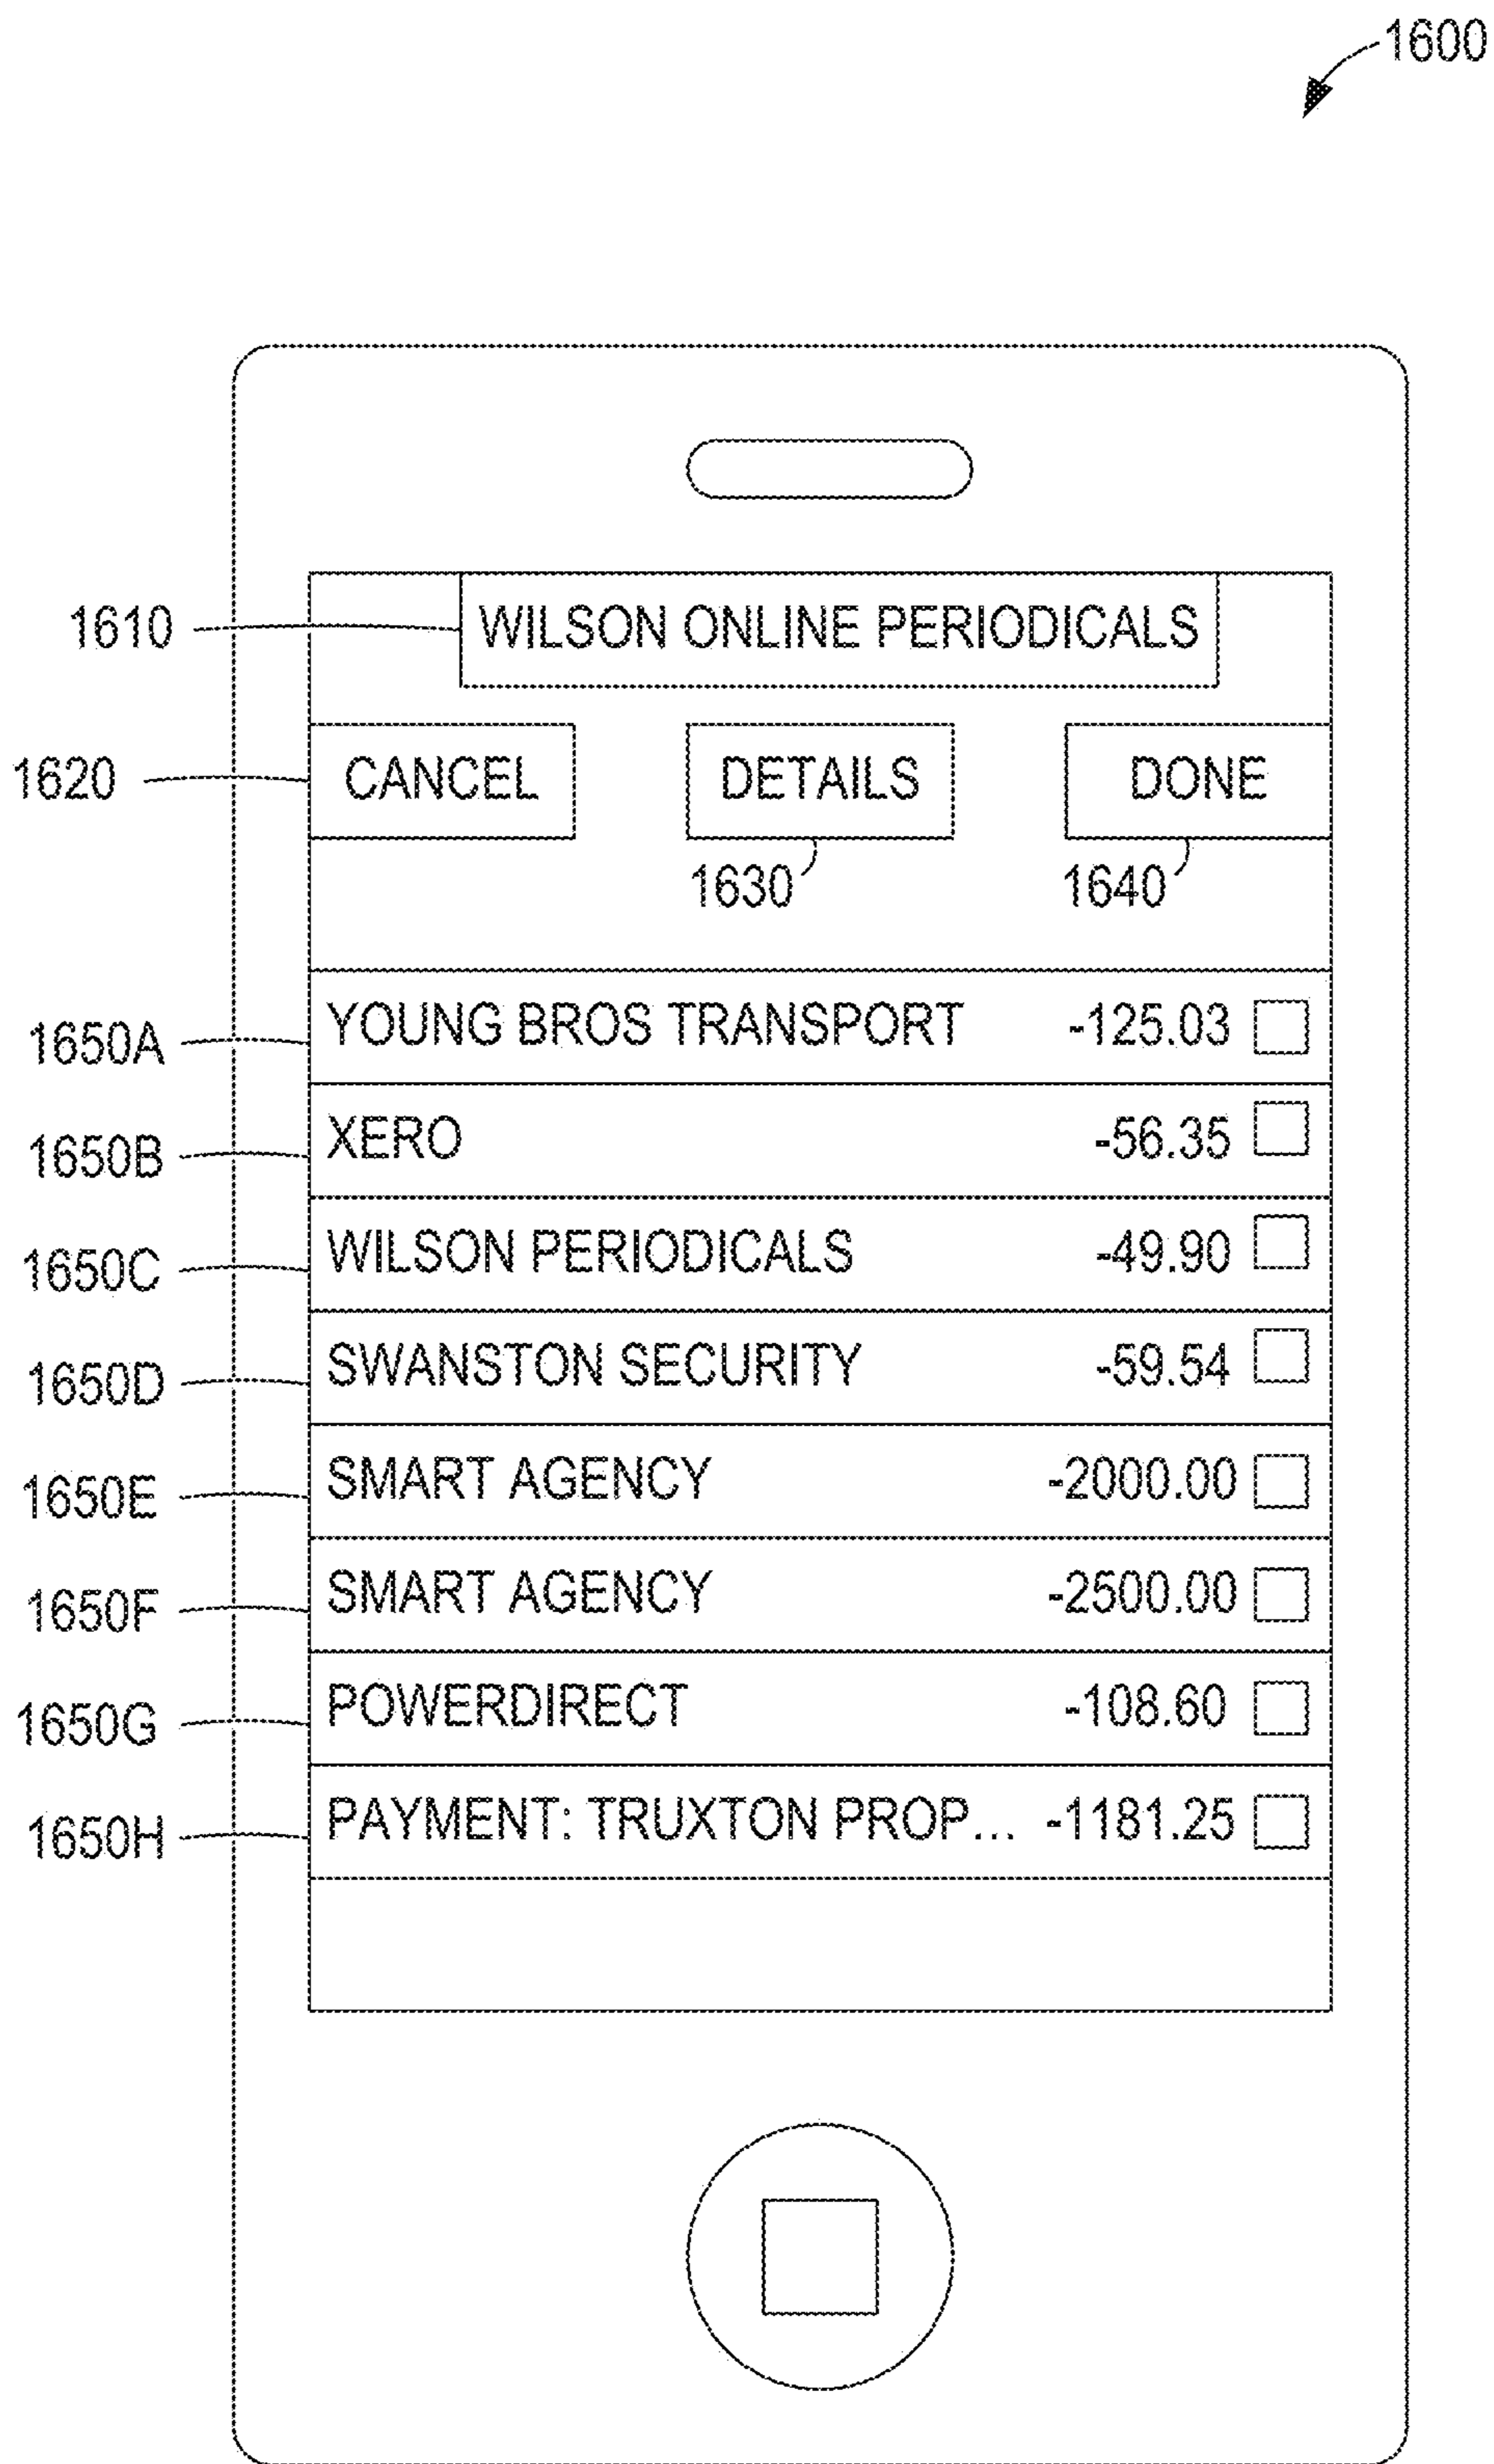 1600
1610 WILSON ONLINE PERIODICALS
1620 CANCEL DETAILS DONE
1630 1640
1650A YOUNG BROS TRANSPORT -125.03
1650B XERO -56.35
1650C WILSON PERIODICALS -49.90
1650D SWANSTON SECURITY -59.54
1650E SMART AGENCY -2000.00
1650F SMART AGENCY -2500.00
1650G POWERDIRECT -108.60
1650H PAYMENT: TRUXTON PROP... -1181.25